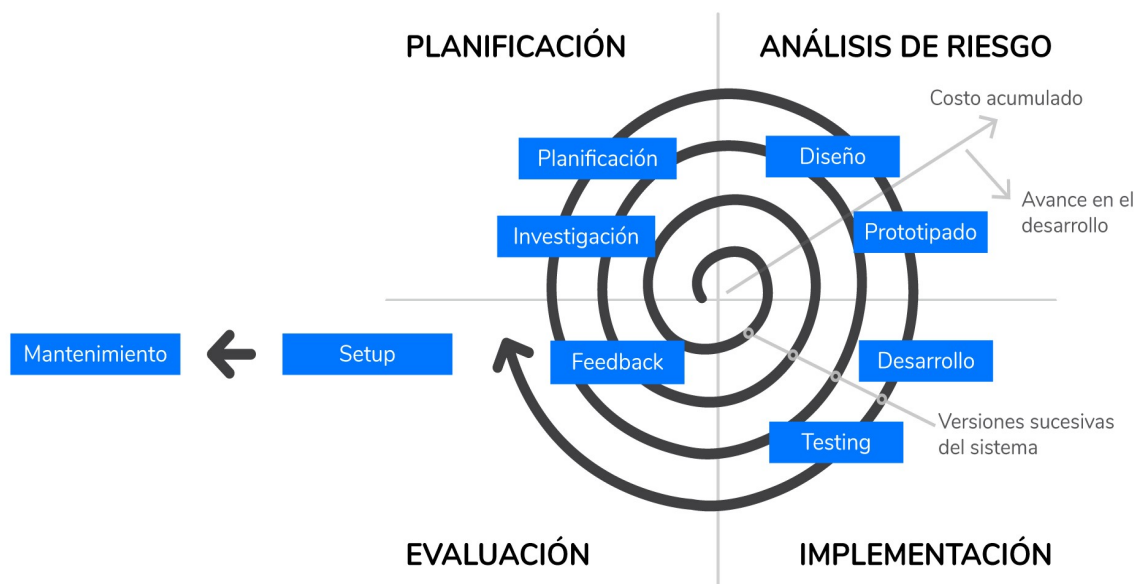 PLANIFICACIÓN
ANÁLISIS DE RIESGO
Costo acumulado
Planificación
Diseño
Avance en el
desarrollo
Investigación
Prototipado
Mantenimiento
Setup
Feedback
Desarrollo
Versiones sucesivas
del sistema
Testing
EVALUACIÓN
IMPLEMENTACIÓN